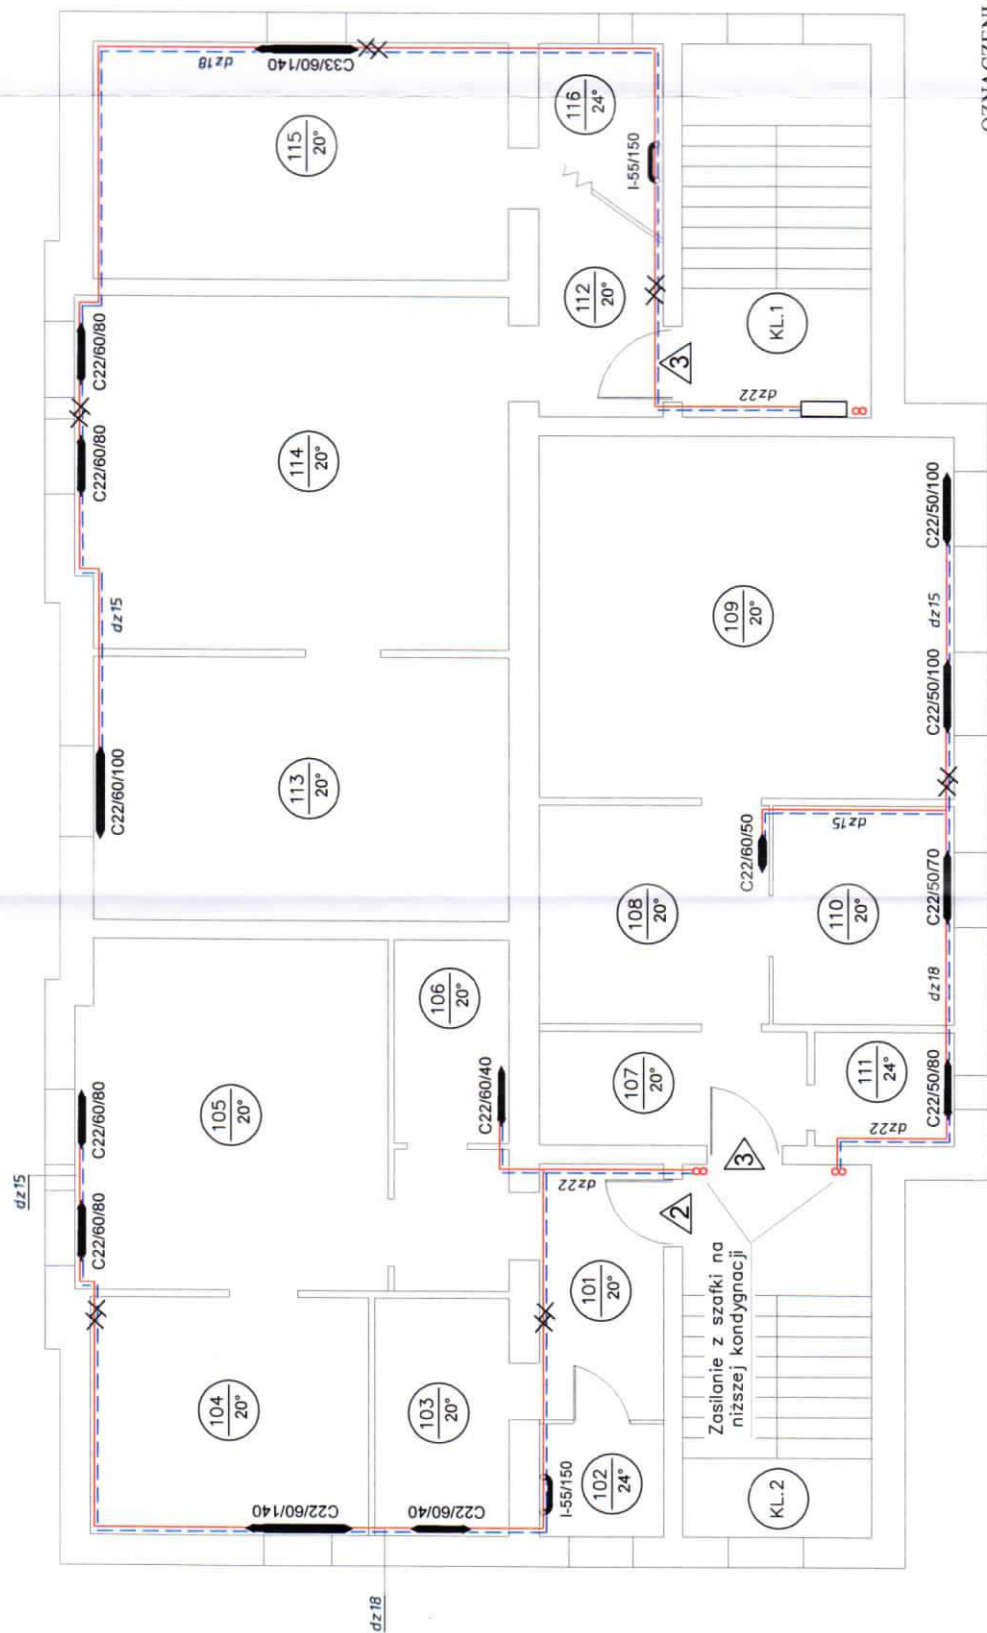 dz15
C22/60/80
C22/60/80
105
20°
104
20°
106
20°
C22/60/40
103
20°
C22/60/140
C22/60/40
dz18
dz22
101
20°
102
24°
I-55/150
2
3
Zasilanie z szafki na
niższej kondygnacji
KL.2
C22/60/100
dz15
C22/60/80
C22/60/80
C33/60/140
dz18
113
20°
114
20°
115
20°
116
24°
I-55/150
112
20°
3
KL.1
dz22
107
20°
108
20°
109
20°
C22/60/50
dz15
110
20°
111
24°
dz22
C22/50/80
dz18
C22/50/70
C22/50/100
dz15
C22/50/100